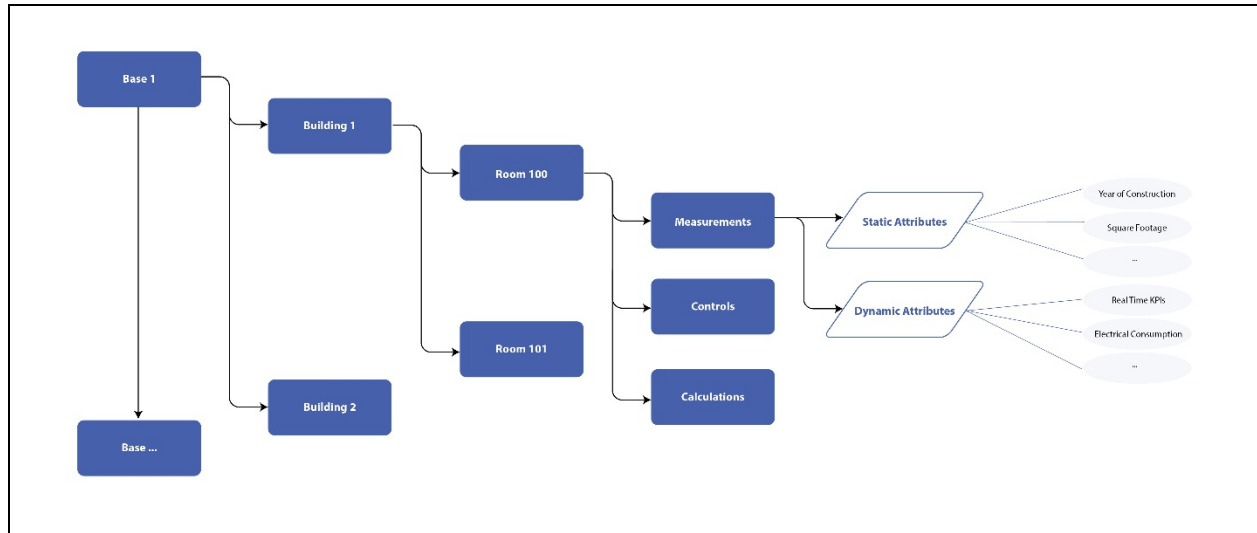 Base 1
Building 1
Room 100
Measurements
Static Attributes
Year of Construction
Square Footage
...
Controls
Dynamic Attributes
Real Time KPIs
Electrical Consumption
...
Room 101
Calculations
Building 2
Base ...